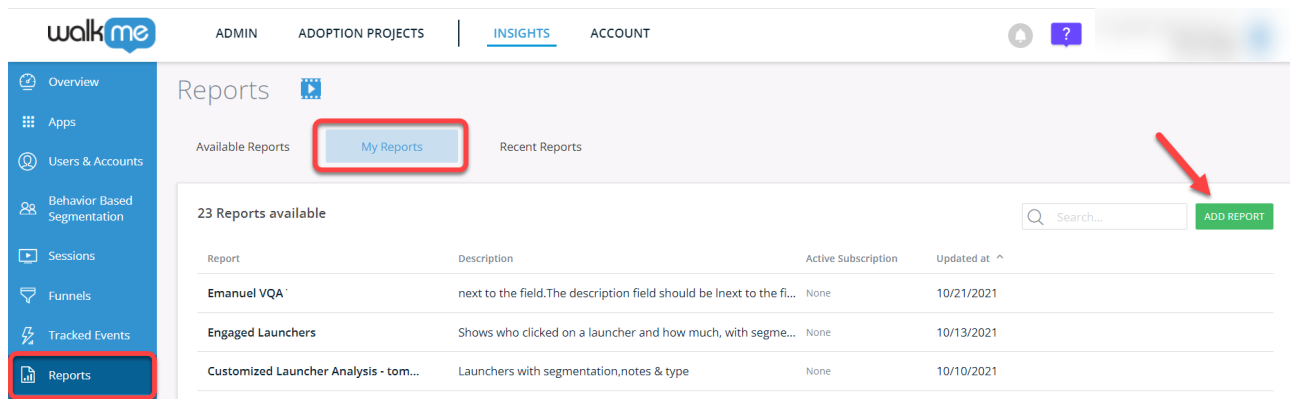 walkme
ADMIN ADOPTION PROJECTS INSIGHTS ACCOUNT ?
Overview
Apps
Users & Accounts
Behavior Based
Segmentation
Sessions
Funnels
Tracked Events
Reports
Reports
Available Reports My Reports Recent Reports
23 Reports available Search... ADD REPORT
Report Description Active Subscription Updated at
Emanuel VQA next to the field.The description field should be lnext to the fi... None 10/21/2021
Engaged Launchers Shows who clicked on a launcher and how much, with segme... None 10/13/2021
Customized Launcher Analysis - tom... Launchers with segmentation,notes & type None 10/10/2021